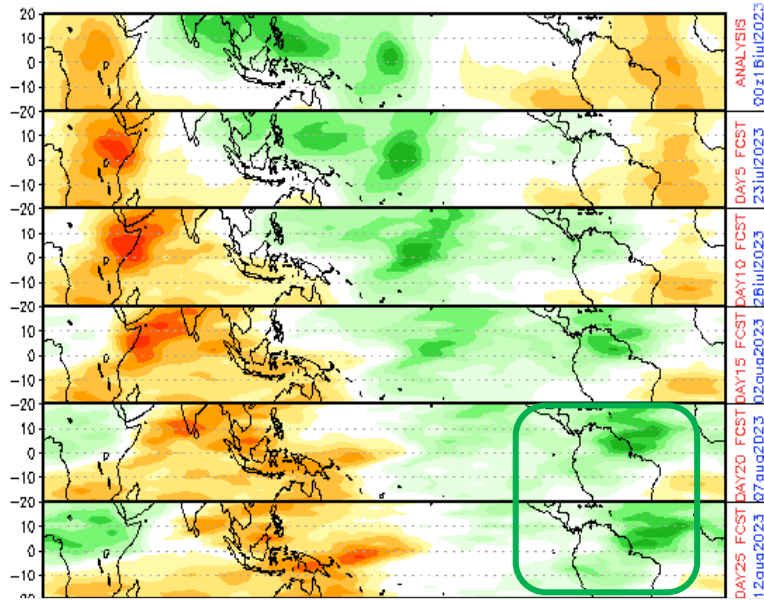 20
10
0
-10
-20
10
0
-10
-20
10
0
-10
-20
10
0
-10
-20
10
0
-10
-20
10
0
-10
ANALYSIS
00z18jul2023
DAY5 FCST
23jul2023
DAY10 FCST
28jul2023
DAY15 FCST
02aug2023
DAY20 FCST
07aug2023
DAY25 FCST
12aug2023